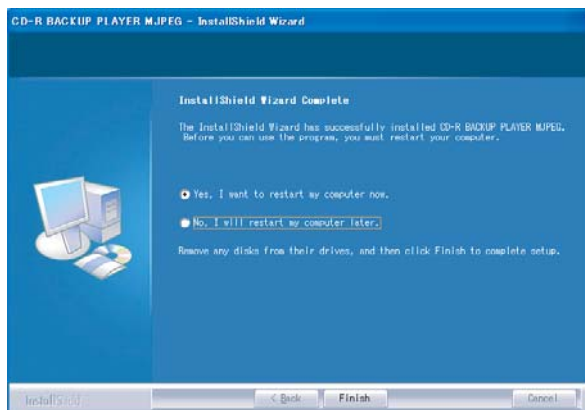 CD-R BACKUP PLAYER MJPEG - InstallShield Wizard
InstallShield Wizard Complete
The InstallShield Wizard has successfully installed CD-R BACKUP PLAYER MJPEG.
Before you can use the program, you must restart your computer.
Yes, I want to restart my computer now.
No, I will restart my computer later.
Remove any disks from their drives, and then click Finish to complete setup.
InstallShield
< Back
Finish
Cancel